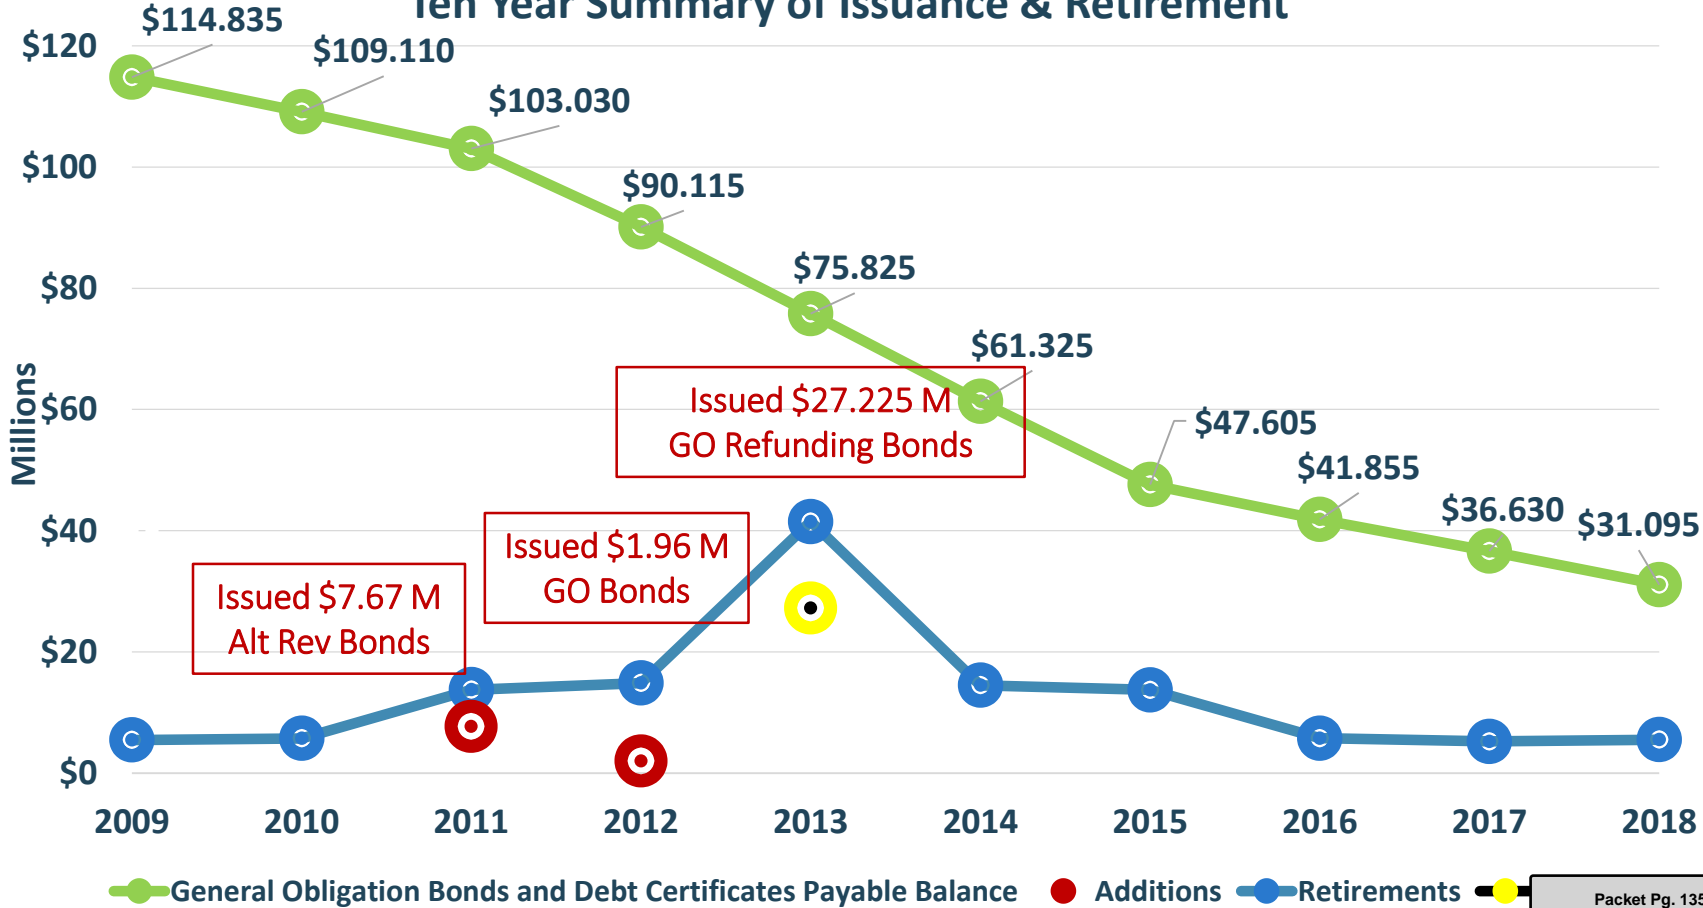 Ten Year Summary of Issuance & Retirement
$114.835
$109.110
$103.030
$90.115
$75.825
$61.325
$47.605
$41.855
$36.630
$31.095
$120
$100
$80
$60
$40
$20
$0
Millions
Issued $27.225 M
GO Refunding Bonds
Issued $1.96 M
GO Bonds
Issued $7.67 M
Alt Rev Bonds
2009 2010 2011 2012 2013 2014 2015 2016 2017 2018
General Obligation Bonds and Debt Certificates Payable Balance Additions Retirements
Packet Pg. 135